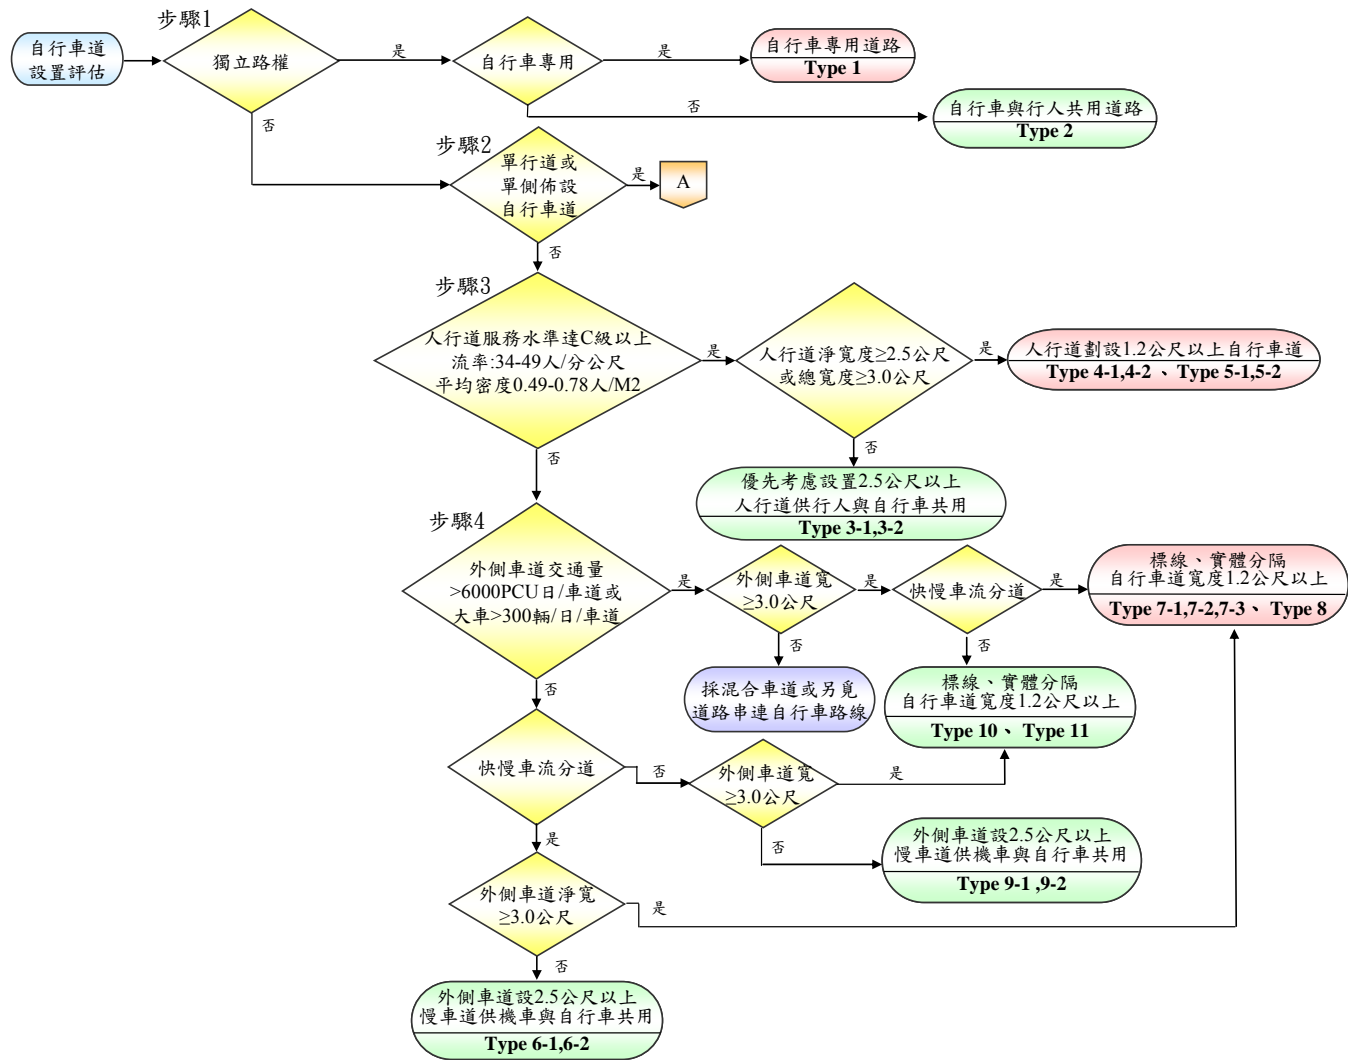 步驟1
自行車道
設置評估
獨立路權
是
自行車專用
是
自行車專用道路
Type 1
否
自行車與行人共用道路
Type 2
否
步驟2
單行道或
單側佈設
自行車道
是
A
否
步驟3
人行道服務水準達C級以上
流率:34-49人/分公尺
平均密度0.49-0.78人/M2
是
人行道淨寬度≥2.5公尺
或總寬度≥3.0公尺
是
人行道劃設1.2公尺以上自行車道
Type 4-1,4-2 、 Type 5-1,5-2
否
優先考慮設置2.5公尺以上
人行道供行人與自行車共用
Type 3-1,3-2
否
步驟4
外側車道交通量
>6000PCU日/車道或
大車>300輛/日/車道
是
外側車道寬
≥3.0公尺
是
快慢車流分道
是
標線、實體分隔
自行車道寬度1.2公尺以上
Type 7-1,7-2,7-3 、 Type 8
否
採混合車道或另覓
道路串連自行車路線
否
標線、實體分隔
自行車道寬度1.2公尺以上
Type 10 、 Type 11
否
快慢車流分道
否
外側車道寬
≥3.0公尺
是
否
外側車道設2.5公尺以上
慢車道供機車與自行車共用
Type 9-1 ,9-2
是
外側車道淨寬
≥3.0公尺
是
否
外側車道設2.5公尺以上
慢車道供機車與自行車共用
Type 6-1,6-2